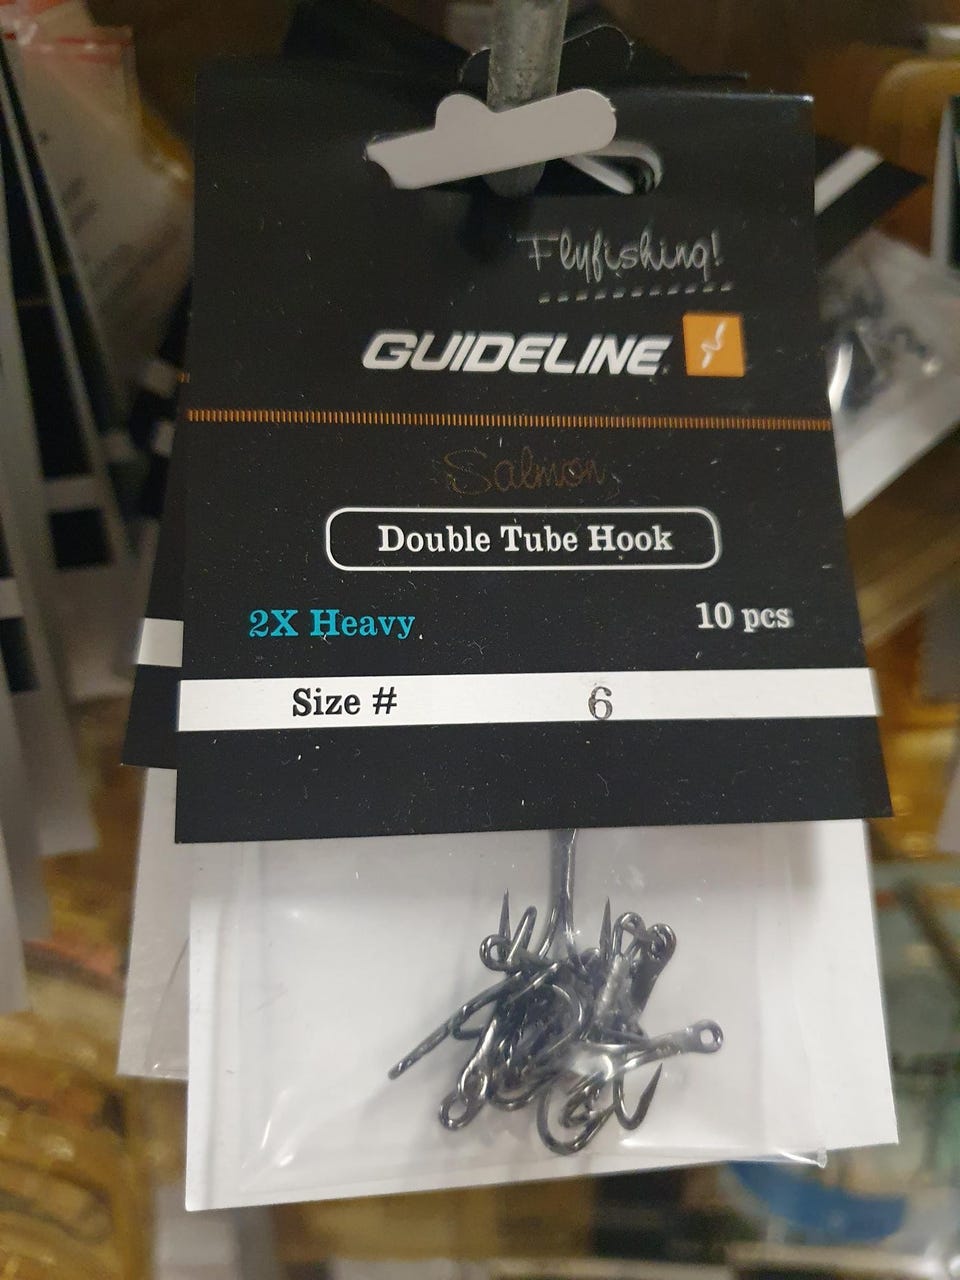 Flyfishing!
GUIDELINE
Salmon
Double Tube Hook
2X Heavy 10 pcs
Size # 6